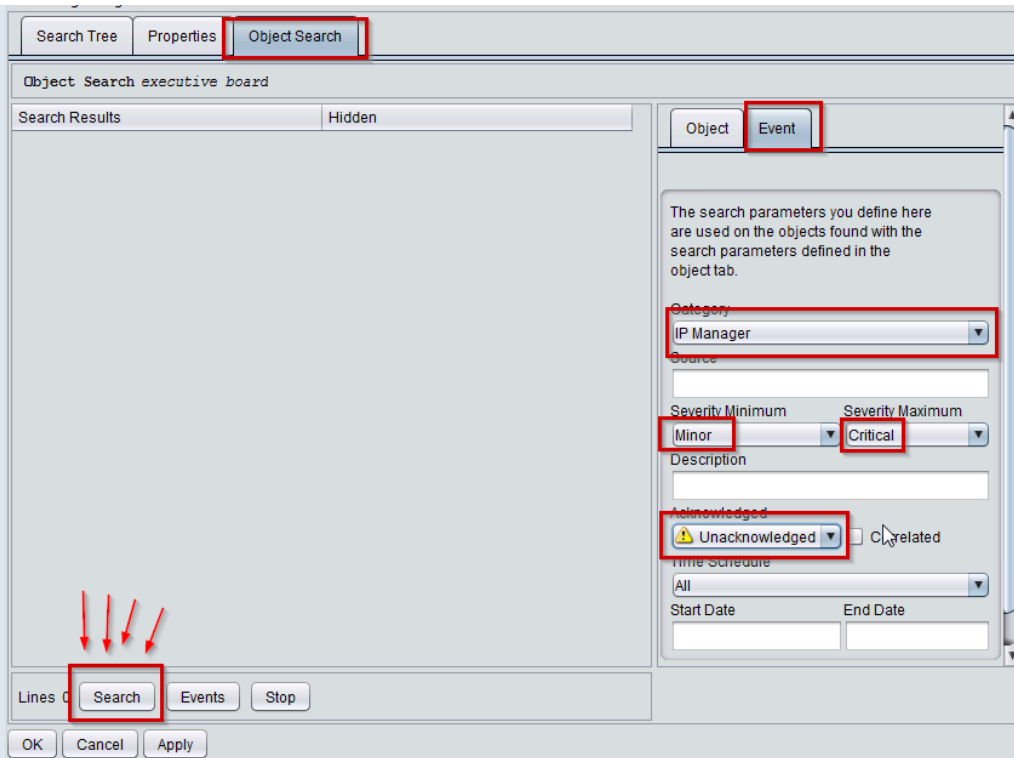 Search Tree
Properties
Object Search
Object Search executive board
Search Results
Hidden
Object
Event
The search parameters you define here
are used on the objects found with the
search parameters defined in the
object tab.
Category
IP Manager
Source
Severity Minimum
Severity Maximum
Minor
Critical
Description
Acknowledged
Unacknowledged
Time Schedule
All
Start Date
End Date
Lines 0
Search
Events
Stop
OK
Cancel
Apply